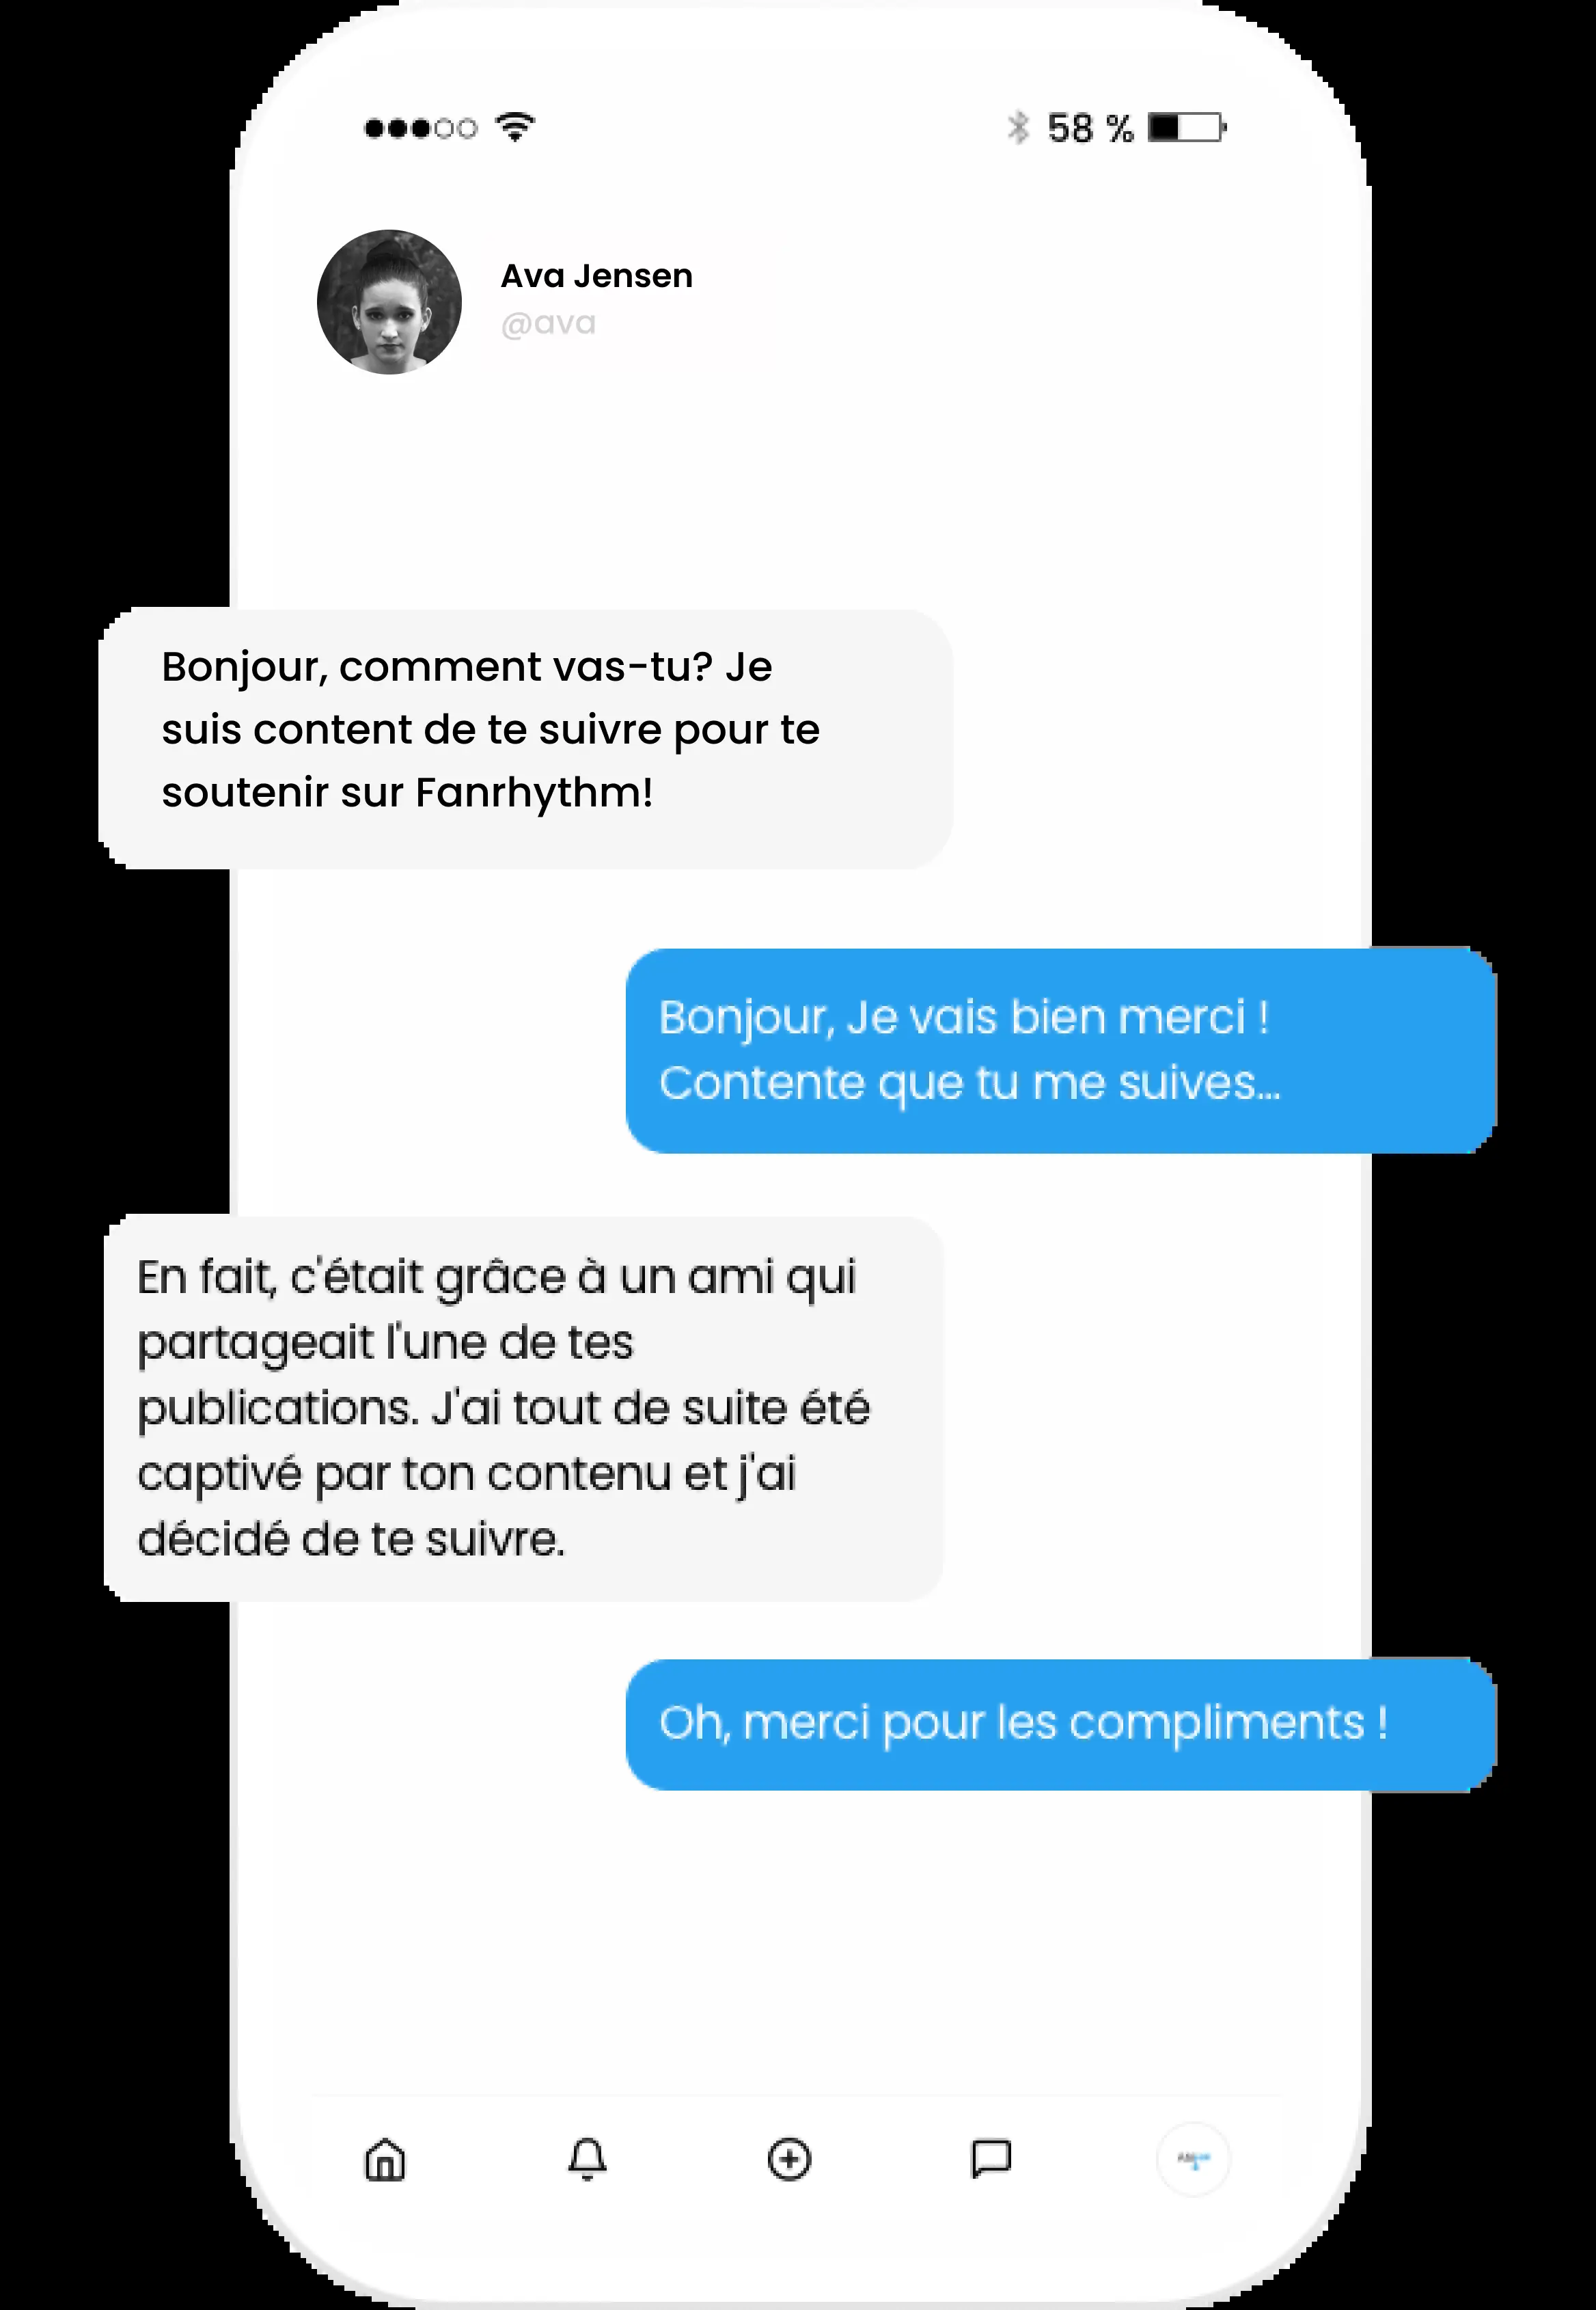 58 %
Ava Jensen
@ava
Bonjour, comment vas-tu? Je
suis content de te suivre pour te
soutenir sur Fanrhythm!
Bonjour, Je vais bien merci !
Contente que tu me suives...
En fait, c'était grâce à un ami qui
partageait l'une de tes
publications. J'ai tout de suite été
captivé par ton contenu et j'ai
décidé de te suivre.
Oh, merci pour les compliments !